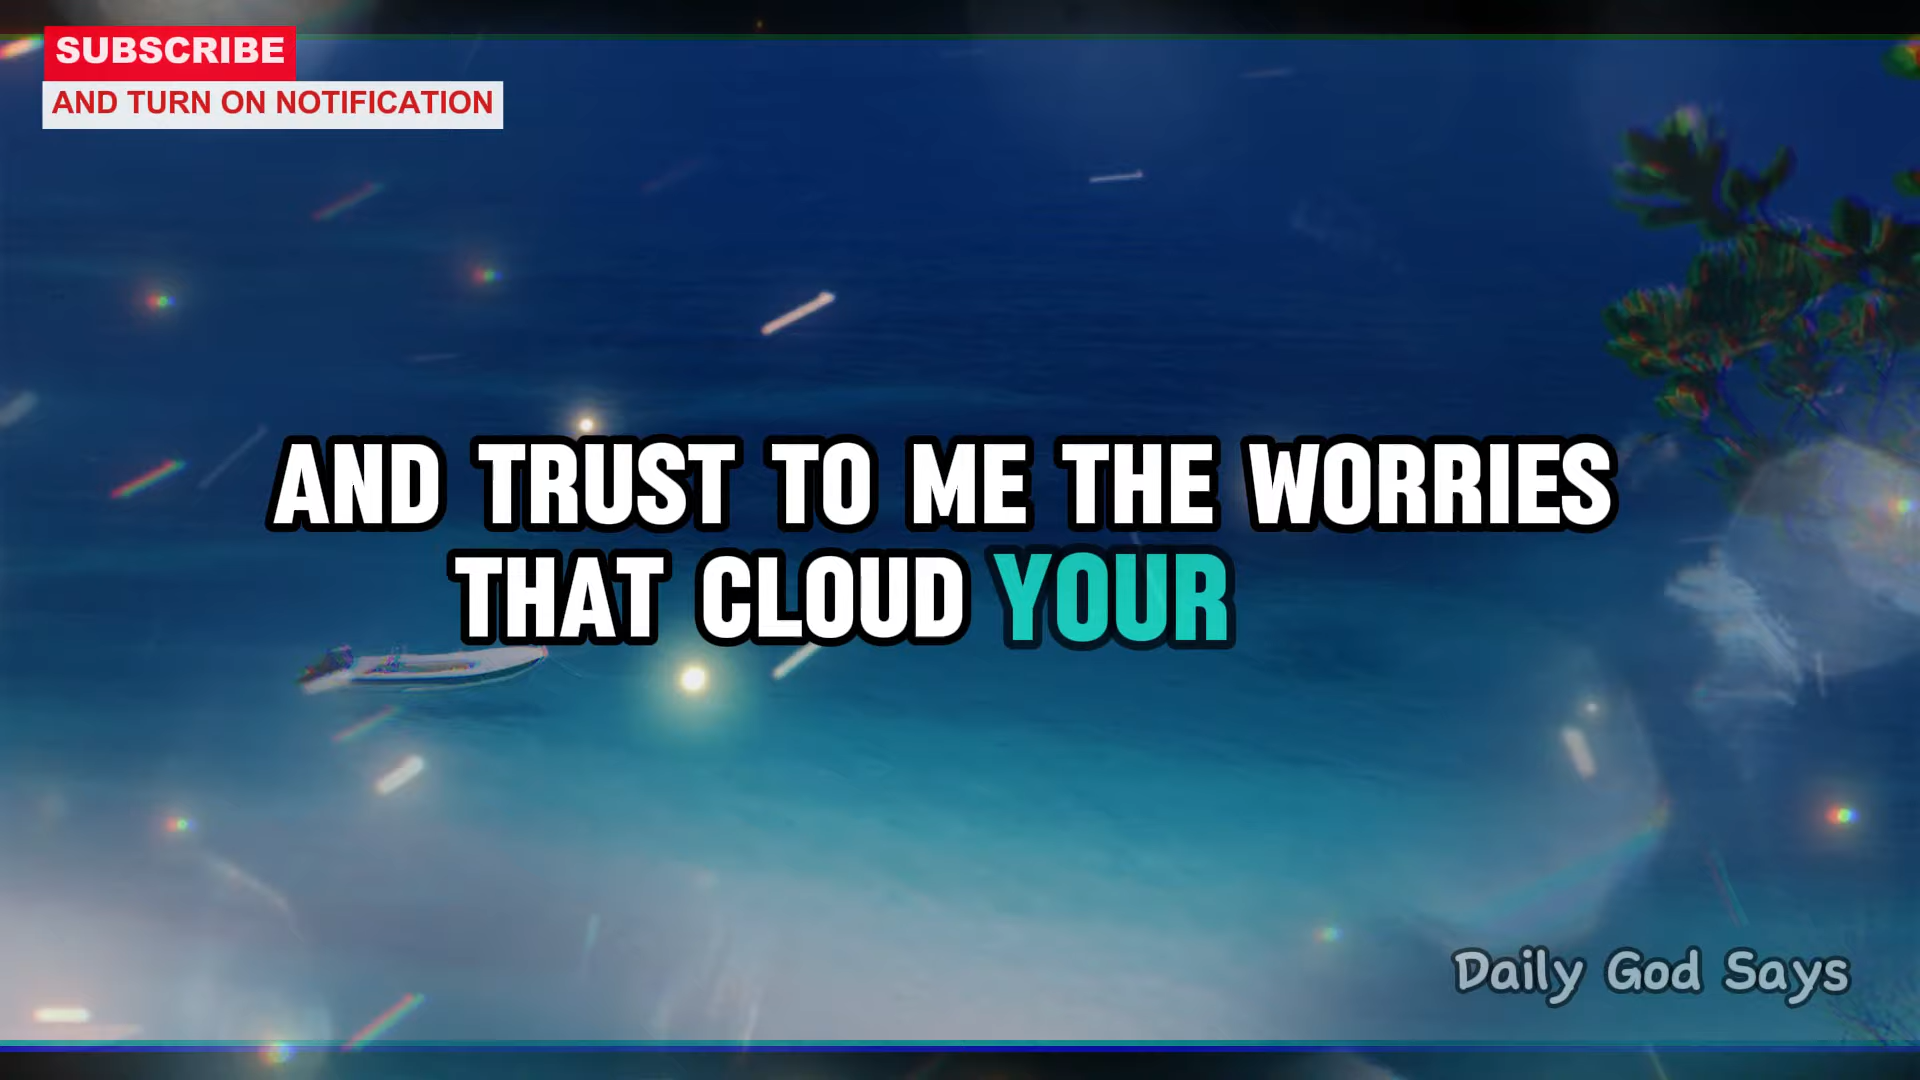 SUBSCRIBE
AND TURN ON NOTIFICATION
AND TRUST TO ME THE WORRIES
THAT CLOUD YOUR
Daily God Says